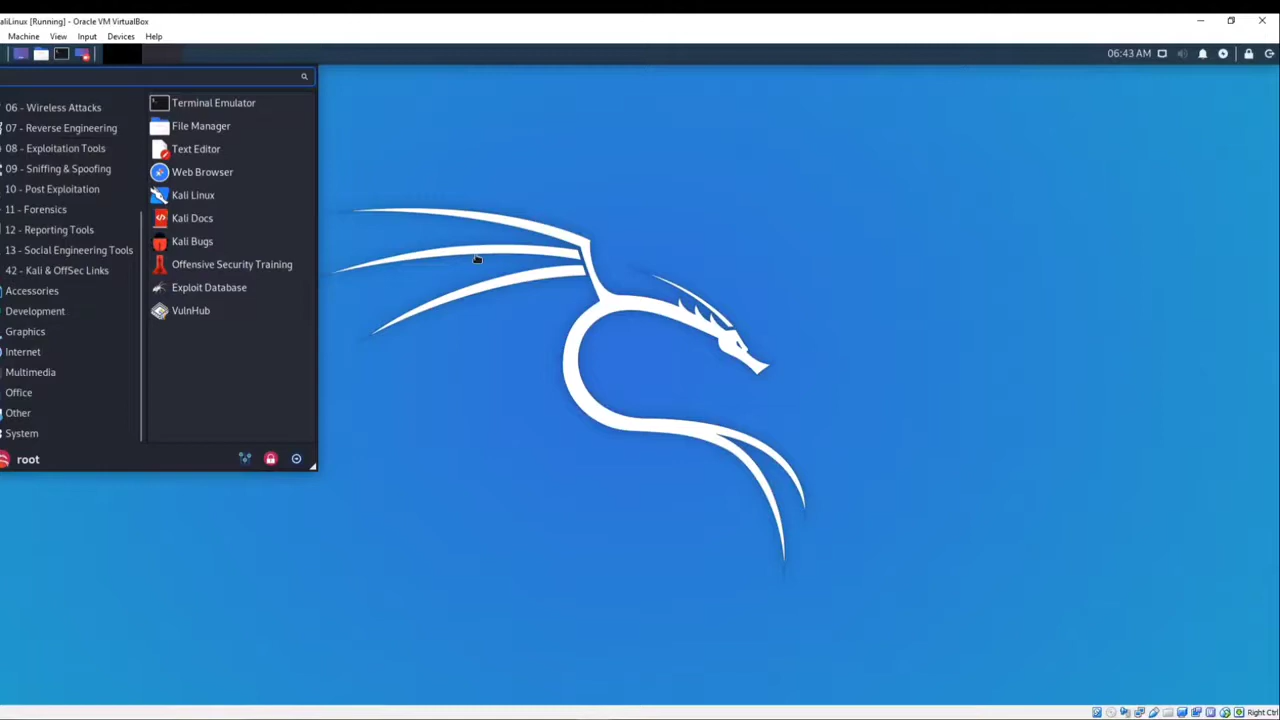 aliLinux [Running] - Oracle VM VirtualBox
Machine View Input Devices Help
06:43 AM
06 - Wireless Attacks
07 - Reverse Engineering
08 - Exploitation Tools
09 - Sniffing & Spoofing
10 - Post Exploitation
11 - Forensics
12 - Reporting Tools
13 - Social Engineering Tools
42 - Kali & OffSec Links
Accessories
Development
Graphics
Internet
Multimedia
Office
Other
System
Terminal Emulator
File Manager
Text Editor
Web Browser
Kali Linux
Kali Docs
Kali Bugs
Offensive Security Training
Exploit Database
VulnHub
root
Right Ctrl